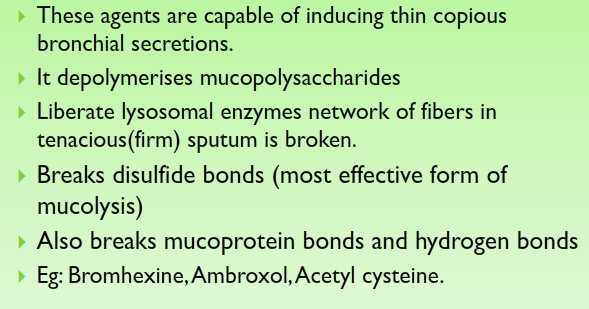 These agents are capable of inducing thin copious
bronchial secretions.
It depolymerises mucopolysaccharides
Liberate lysosomal enzymes network of fibers in
tenacious(firm) sputum is broken.
Breaks disulfide bonds (most effective form of
mucolysis)
Also breaks mucoprotein bonds and hydrogen bonds
Eg: Bromhexine, Ambroxol, Acetyl cysteine.